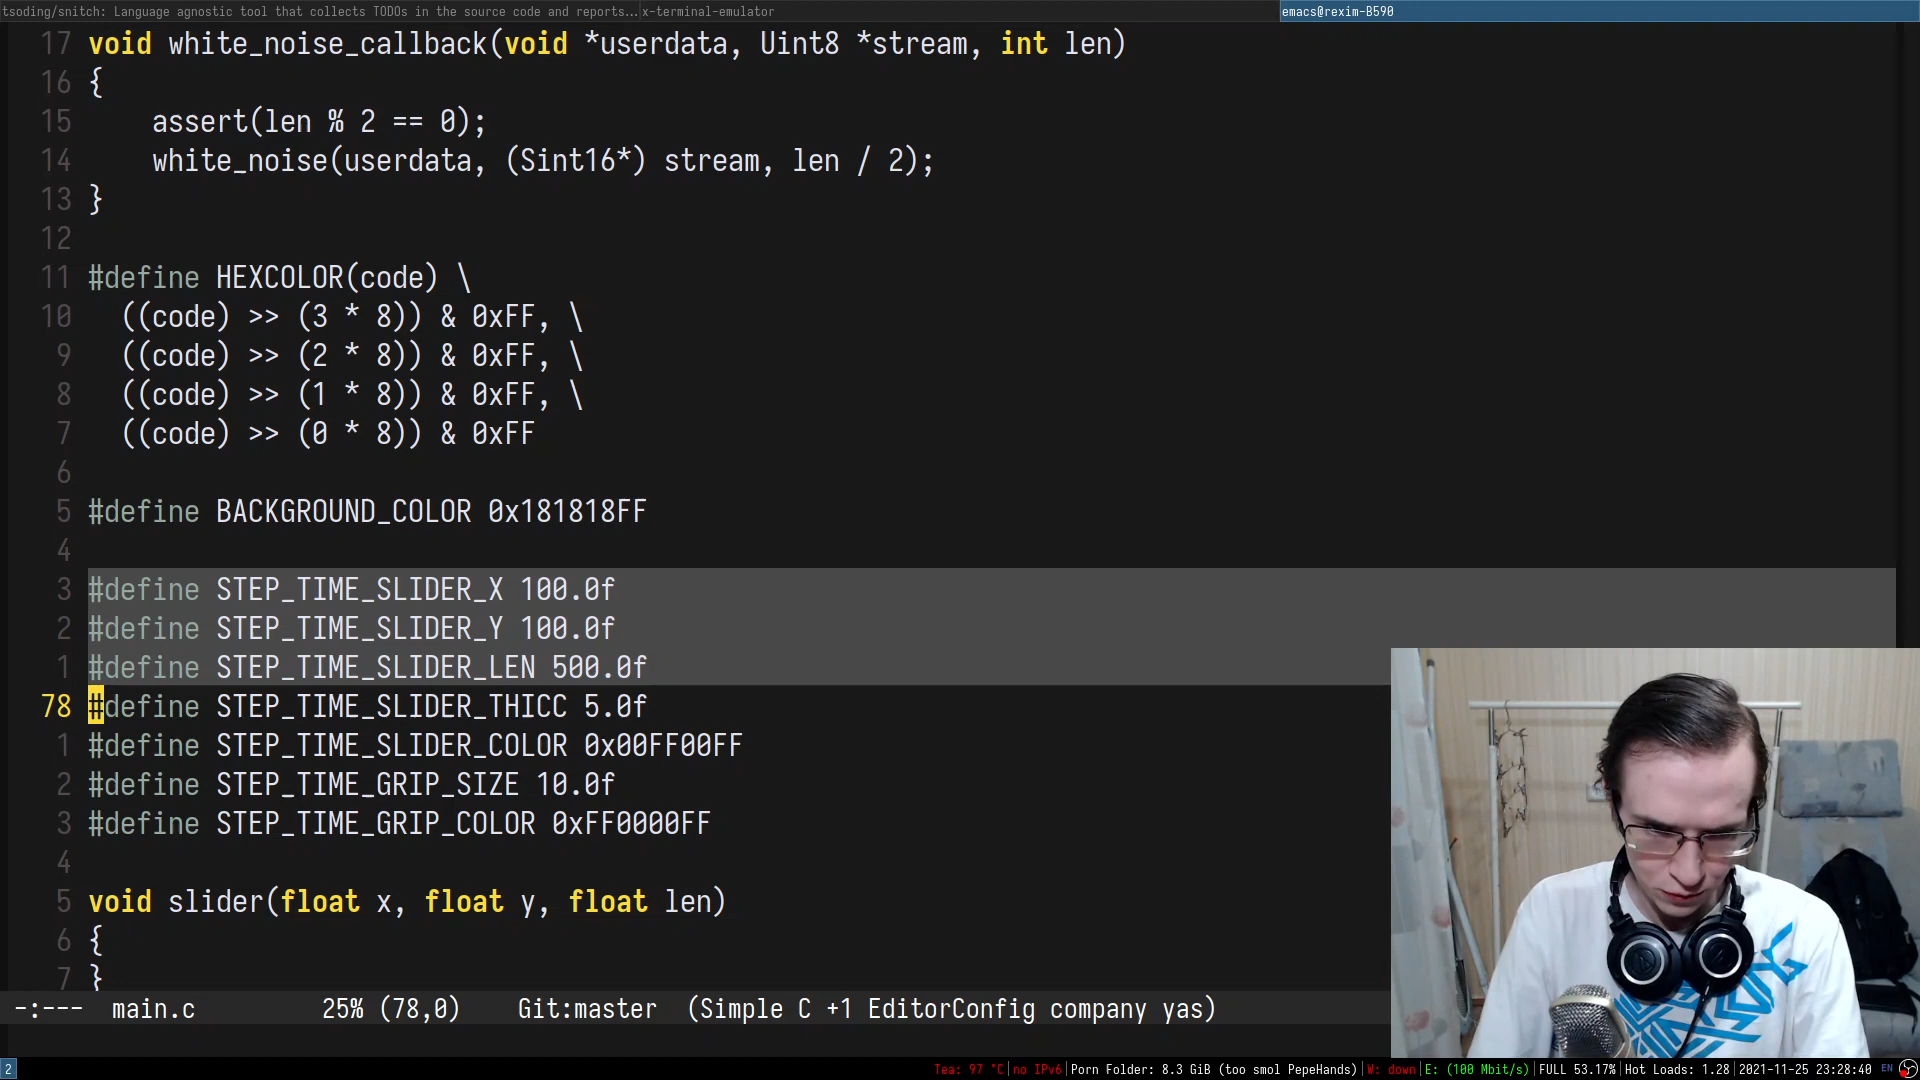 tsoding/snitch: Language agnostic tool that collects TODOs in the source code and reports... x-terminal-emulator emacs@rexim-B590
17 void white_noise_callback(void *userdata, Uint8 *stream, int len)
16 {
15 assert(len % 2 == 0);
14 white_noise(userdata, (Sint16*) stream, len / 2);
13 }
12
11 #define HEXCOLOR(code) \
10 ((code) >> (3 * 8)) & 0xFF, \
9 ((code) >> (2 * 8)) & 0xFF, \
8 ((code) >> (1 * 8)) & 0xFF, \
7 ((code) >> (0 * 8)) & 0xFF
6
5 #define BACKGROUND_COLOR 0x181818FF
4
3 #define STEP_TIME_SLIDER_X 100.0f
2 #define STEP_TIME_SLIDER_Y 100.0f
1 #define STEP_TIME_SLIDER_LEN 500.0f
78 #define STEP_TIME_SLIDER_THICC 5.0f
1 #define STEP_TIME_SLIDER_COLOR 0x00FF00FF
2 #define STEP_TIME_GRIP_SIZE 10.0f
3 #define STEP_TIME_GRIP_COLOR 0xFF0000FF
4
5 void slider(float x, float y, float len)
6 {
7 }
-:--- main.c 25% (78,0) Git:master (Simple C +1 EditorConfig company yas)
2 Tea: 97 °C|no IPv6|Porn Folder: 8.3 GiB (too smol PepeHands)|W: down|E: (100 Mbit/s)|FULL 53.17%|Hot Loads: 1.28|2021-11-25 23:28:40 EN